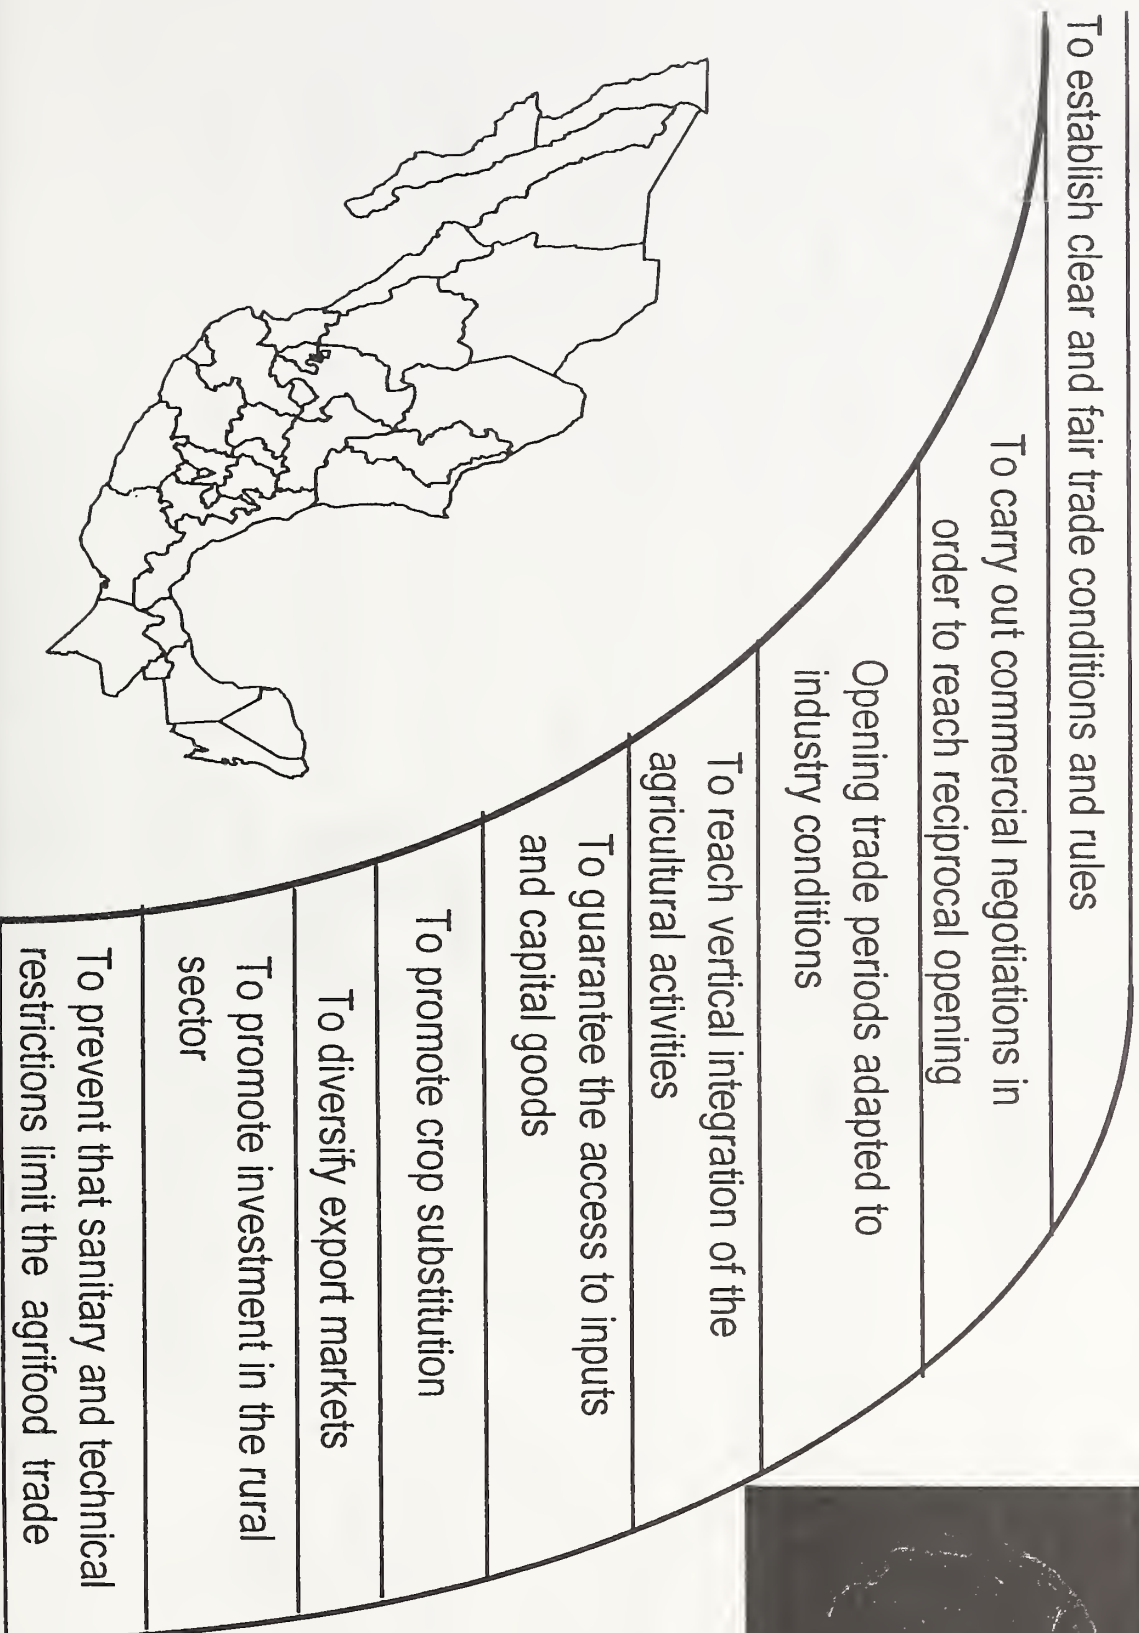 To establish clear and fair trade conditions and rules
To carry out commercial negotiations in
order to reach reciprocal opening
Opening trade periods adapted to
industry conditions
To reach vertical integration of the
agricultural activities
To guarantee the access to inputs
and capital goods
To promote crop substitution
To diversify export markets
To promote investment in the rural
sector
To prevent that sanitary and technical
restrictions limit the agrifood trade